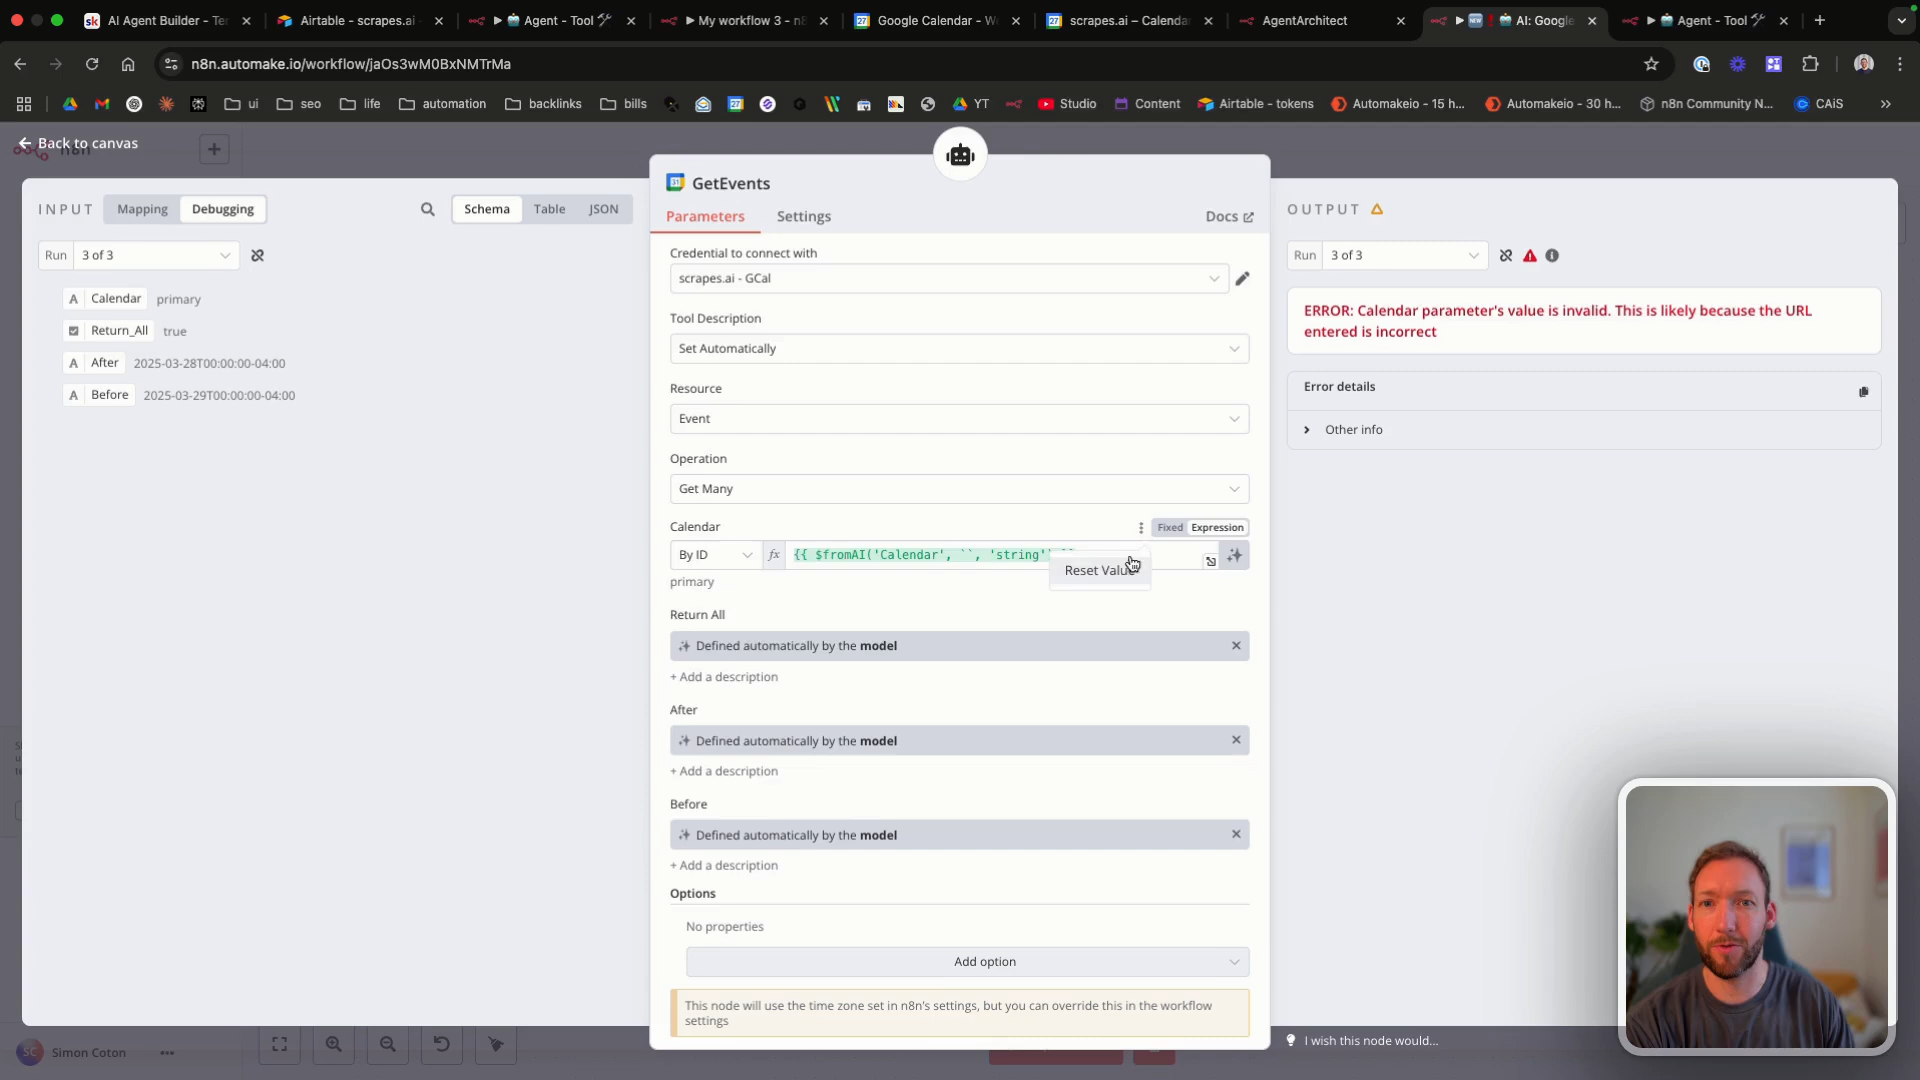 AI Agent Builder - Te
Airtable - scrapes.ai -
Agent - Tool
My workflow 3 - n8
Google Calendar - W
scrapes.ai – Calenda
AgentArchitect
AI: Google
Agent - Tool
n8n.automake.io/workflow/jaOs3wM0BxNMTrMa
ui
seo
life
automation
backlinks
bills
YT
Studio
Content
Airtable - tokens
Automakeio - 15 h...
Automakeio - 30 h...
n8n Community N...
CAiS
Back to canvas
INPUT
Mapping
Debugging
Schema
Table
JSON
Run
3 of 3
A Calendar primary
Return_All true
A After 2025-03-28T00:00:00-04:00
A Before 2025-03-29T00:00:00-04:00
GetEvents
Parameters
Settings
Docs
Credential to connect with
scrapes.ai - GCal
Tool Description
Set Automatically
Resource
Event
Operation
Get Many
Calendar
Fixed
Expression
By ID
fx
{{ $fromAI('Calendar', ``, 'string')
Reset Value
primary
Return All
Defined automatically by the model
+ Add a description
After
Defined automatically by the model
+ Add a description
Before
Defined automatically by the model
+ Add a description
Options
No properties
Add option
This node will use the time zone set in n8n's settings, but you can override this in the workflow
settings
OUTPUT
Run
3 of 3
ERROR: Calendar parameter's value is invalid. This is likely because the URL
entered is incorrect
Error details
Other info
I wish this node would...
SC
Simon Coton